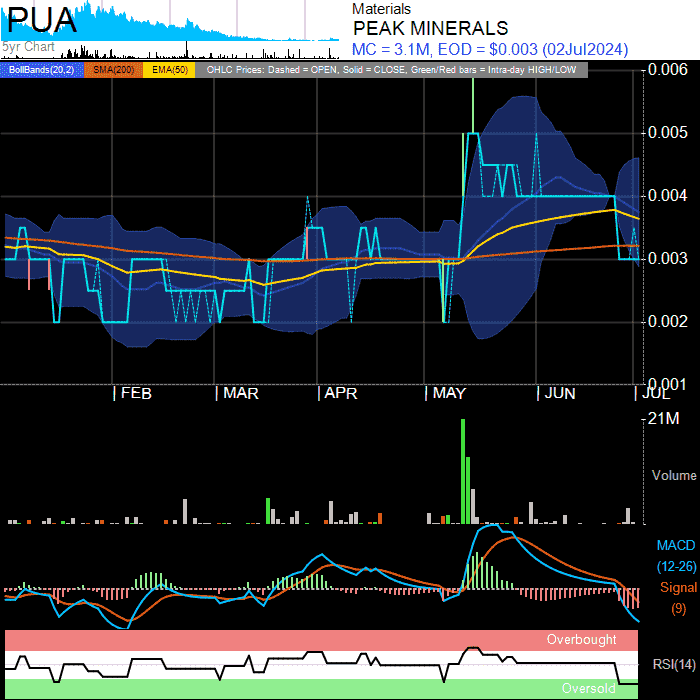 PUA
5yr Chart
Materials
PEAK MINERALS
MC = 3.1M, EOD = $0.003 (02Jul2024)
BollBands(20,2) SMA(200) EMA(50) OHLC Prices: Dashed = OPEN, Solid = CLOSE, Green/Red bars = Intra-day HIGH/LOW
0.006
0.005
0.004
0.003
0.002
0.001
FEB MAR APR MAY JUN JUL
21M
Volume
MACD
(12-26)
Signal
(9)
Overbought
RSI(14)
Oversold